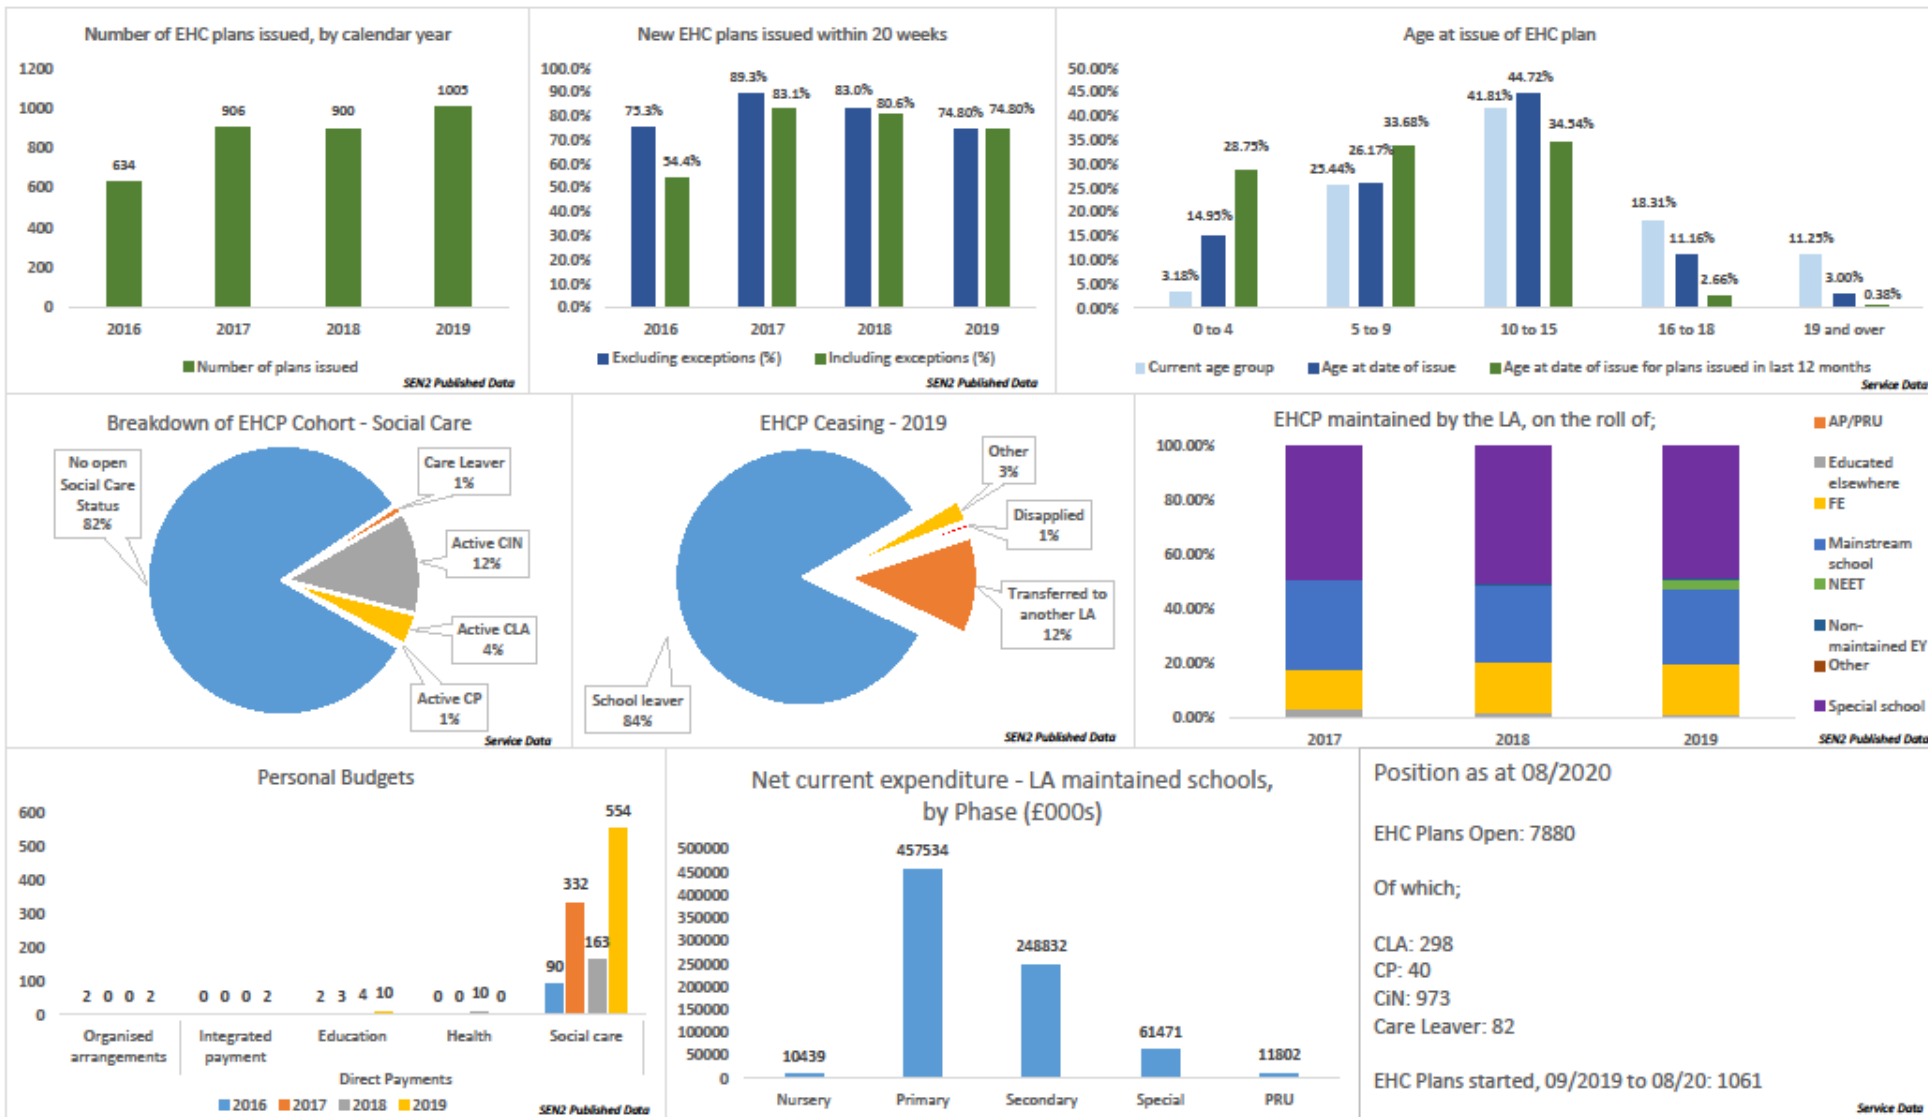 Number of EHC plans issued, by calendar year
1200
1000
800
600
400
200
0
634
906
900
1005
2016
2017
2018
2019
Number of plans issued
SEN2 Published Data
New EHC plans issued within 20 weeks
100.0%
90.0%
80.0%
70.0%
60.0%
50.0%
40.0%
30.0%
20.0%
10.0%
0.0%
75.3%
54.4%
89.3%
83.1%
83.0%
80.6%
74.80%
74.80%
2016
2017
2018
2019
Excluding exceptions (%)
Including exceptions (%)
SEN2 Published Data
Age at issue of EHC plan
50.00%
45.00%
40.00%
35.00%
30.00%
25.00%
20.00%
15.00%
10.00%
5.00%
0.00%
3.18%
14.95%
28.75%
25.44%
26.17%
33.68%
41.81%
44.72%
34.54%
18.31%
11.16%
2.66%
11.25%
3.00%
0.38%
0 to 4
5 to 9
10 to 15
16 to 18
19 and over
Current age group
Age at date of issue
Age at date of issue for plans issued in last 12 months
Service Data
Breakdown of EHCP Cohort - Social Care
No open
Social Care
Status
82%
Care Leaver
1%
Active CIN
12%
Active CLA
4%
Active CP
1%
Service Data
EHCP Ceasing - 2019
Other
3%
Disapplied
1%
Transferred to
another LA
12%
School leaver
84%
SEN2 Published Data
EHCP maintained by the LA, on the roll of;
100.00%
80.00%
60.00%
40.00%
20.00%
0.00%
2017
2018
2019
AP/PRU
Educated
elsewhere
FE
Mainstream
school
NEET
Non-
maintained EY
Other
Special school
SEN2 Published Data
Personal Budgets
600
500
400
300
200
100
0
2 0 0 2
0 0 0 2
2 3 4 10
0 0 10 0
90
332
163
554
Organised
arrangements
Integrated
payment
Education
Health
Social care
Direct Payments
2016
2017
2018
2019
SEN2 Published Data
Net current expenditure - LA maintained schools,
by Phase (£000s)
500000
450000
400000
350000
300000
250000
200000
150000
100000
50000
0
10439
457534
248832
61471
11802
Nursery
Primary
Secondary
Special
PRU
Position as at 08/2020
EHC Plans Open: 7880
Of which;
CLA: 298
CP: 40
CiN: 973
Care Leaver: 82
EHC Plans started, 09/2019 to 08/20: 1061
Service Data